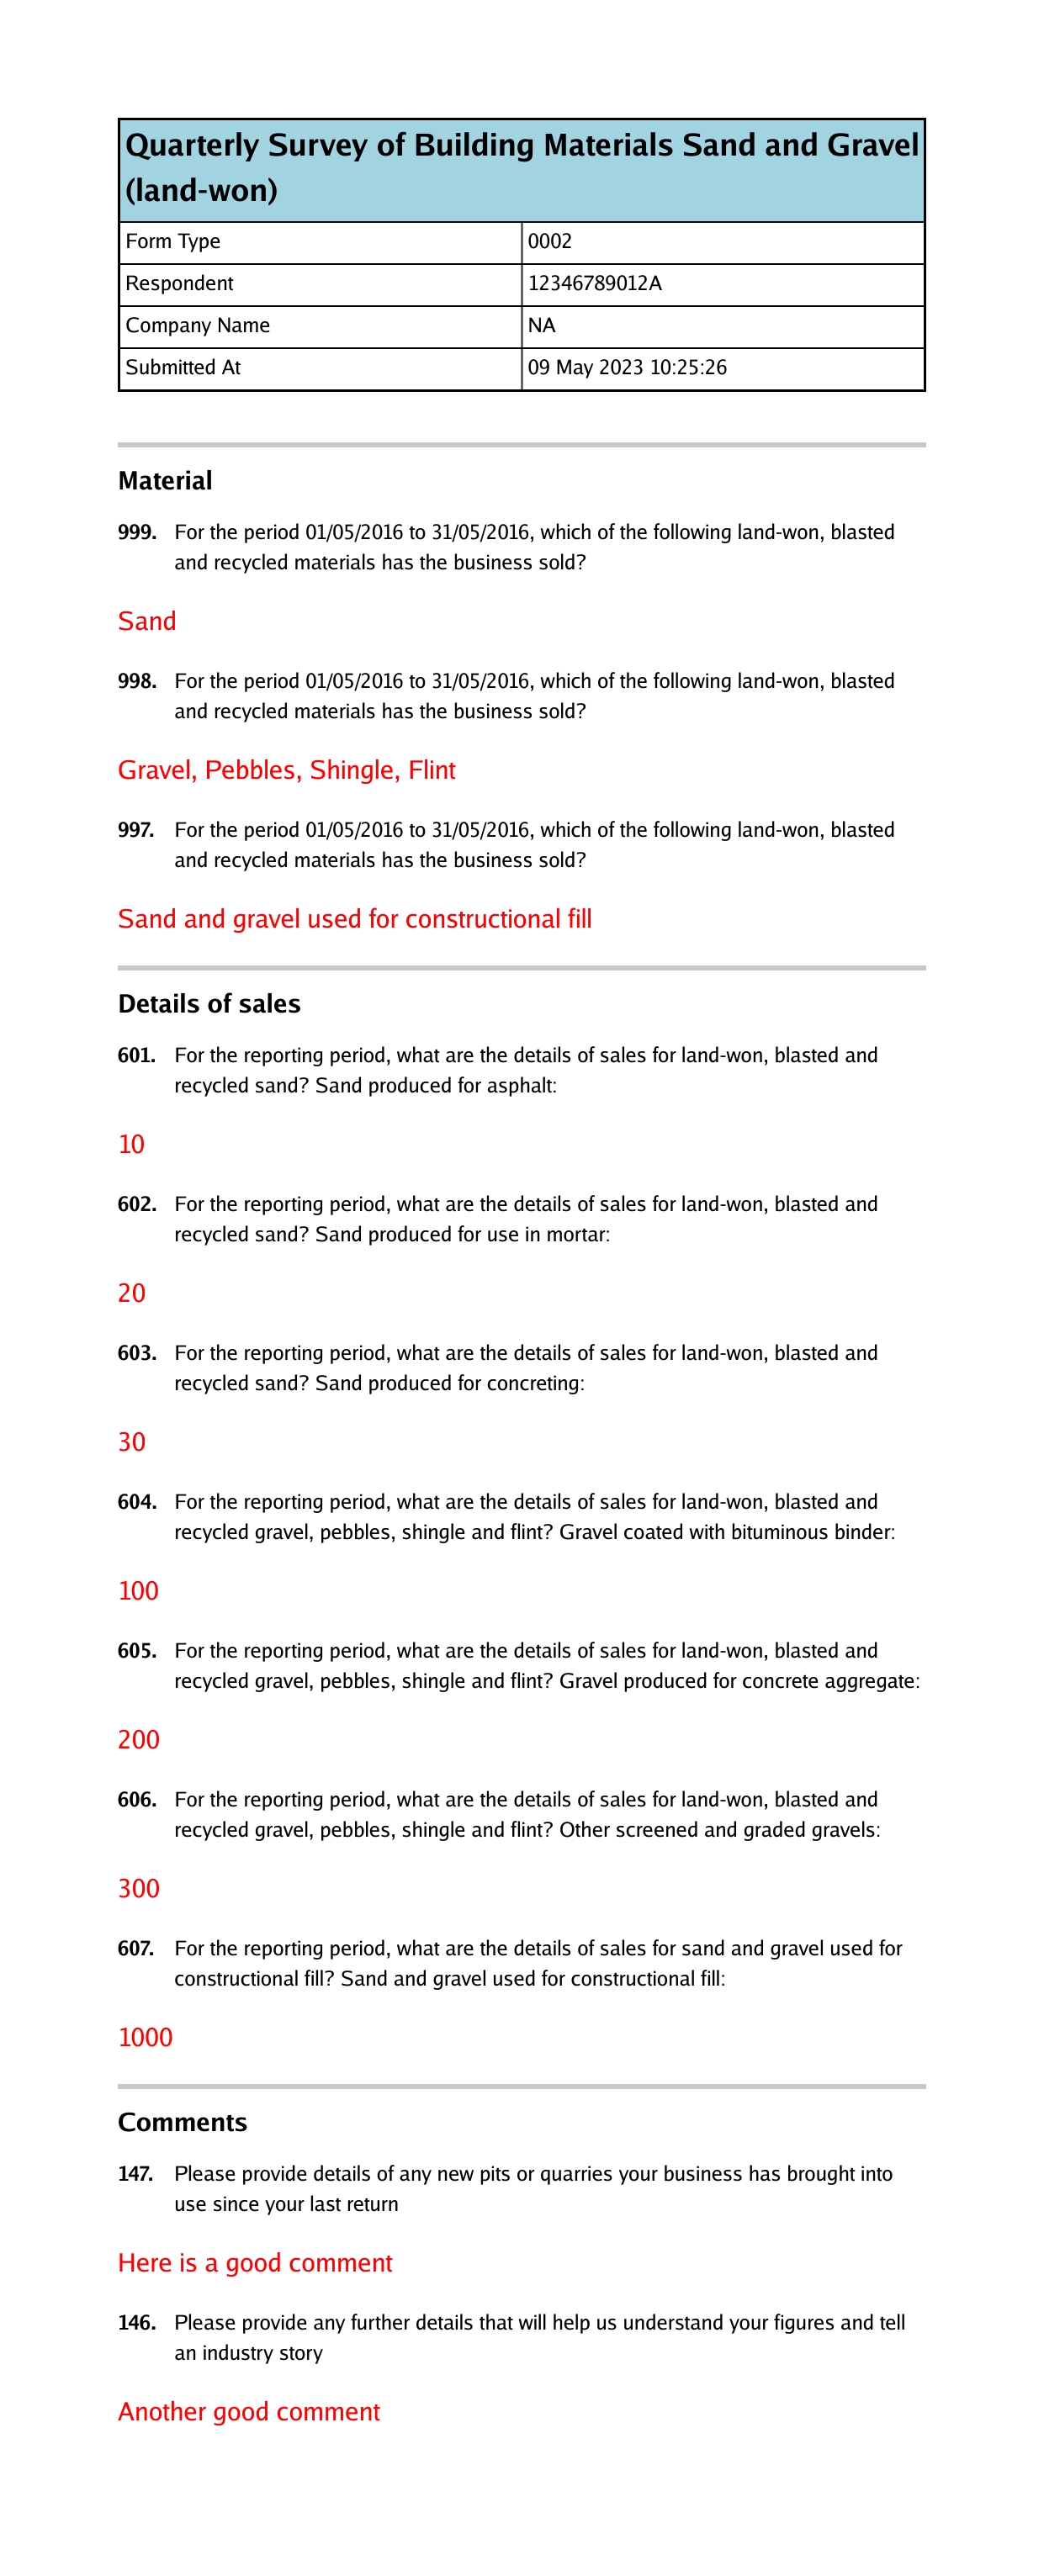 Quarterly Survey of Building Materials Sand and Gravel
(land-won)
Form Type 0002
Respondent 12346789012A
Company Name NA
Submitted At 09 May 2023 10:25:26
Material
999. For the period 01/05/2016 to 31/05/2016, which of the following land-won, blasted
and recycled materials has the business sold?
Sand
998. For the period 01/05/2016 to 31/05/2016, which of the following land-won, blasted
and recycled materials has the business sold?
Gravel, Pebbles, Shingle, Flint
997. For the period 01/05/2016 to 31/05/2016, which of the following land-won, blasted
and recycled materials has the business sold?
Sand and gravel used for constructional fill
Details of sales
601. For the reporting period, what are the details of sales for land-won, blasted and
recycled sand? Sand produced for asphalt:
10
602. For the reporting period, what are the details of sales for land-won, blasted and
recycled sand? Sand produced for use in mortar:
20
603. For the reporting period, what are the details of sales for land-won, blasted and
recycled sand? Sand produced for concreting:
30
604. For the reporting period, what are the details of sales for land-won, blasted and
recycled gravel, pebbles, shingle and flint? Gravel coated with bituminous binder:
100
605. For the reporting period, what are the details of sales for land-won, blasted and
recycled gravel, pebbles, shingle and flint? Gravel produced for concrete aggregate:
200
606. For the reporting period, what are the details of sales for land-won, blasted and
recycled gravel, pebbles, shingle and flint? Other screened and graded gravels:
300
607. For the reporting period, what are the details of sales for sand and gravel used for
constructional fill? Sand and gravel used for constructional fill:
1000
Comments
147. Please provide details of any new pits or quarries your business has brought into
use since your last return
Here is a good comment
146. Please provide any further details that will help us understand your figures and tell
an industry story
Another good comment